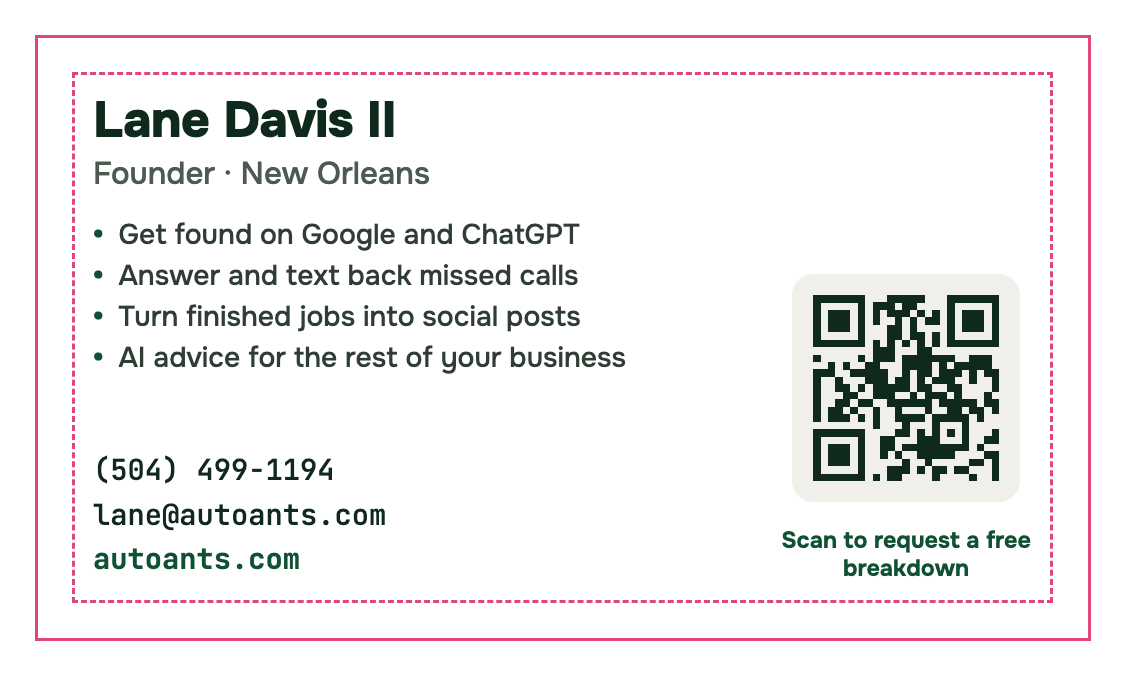 Lane Davis II
Founder · New Orleans
• Get found on Google and ChatGPT
• Answer and text back missed calls
• Turn finished jobs into social posts
• AI advice for the rest of your business
(504) 499-1194
lane@autoants.com
autoants.com
Scan to request a free
breakdown